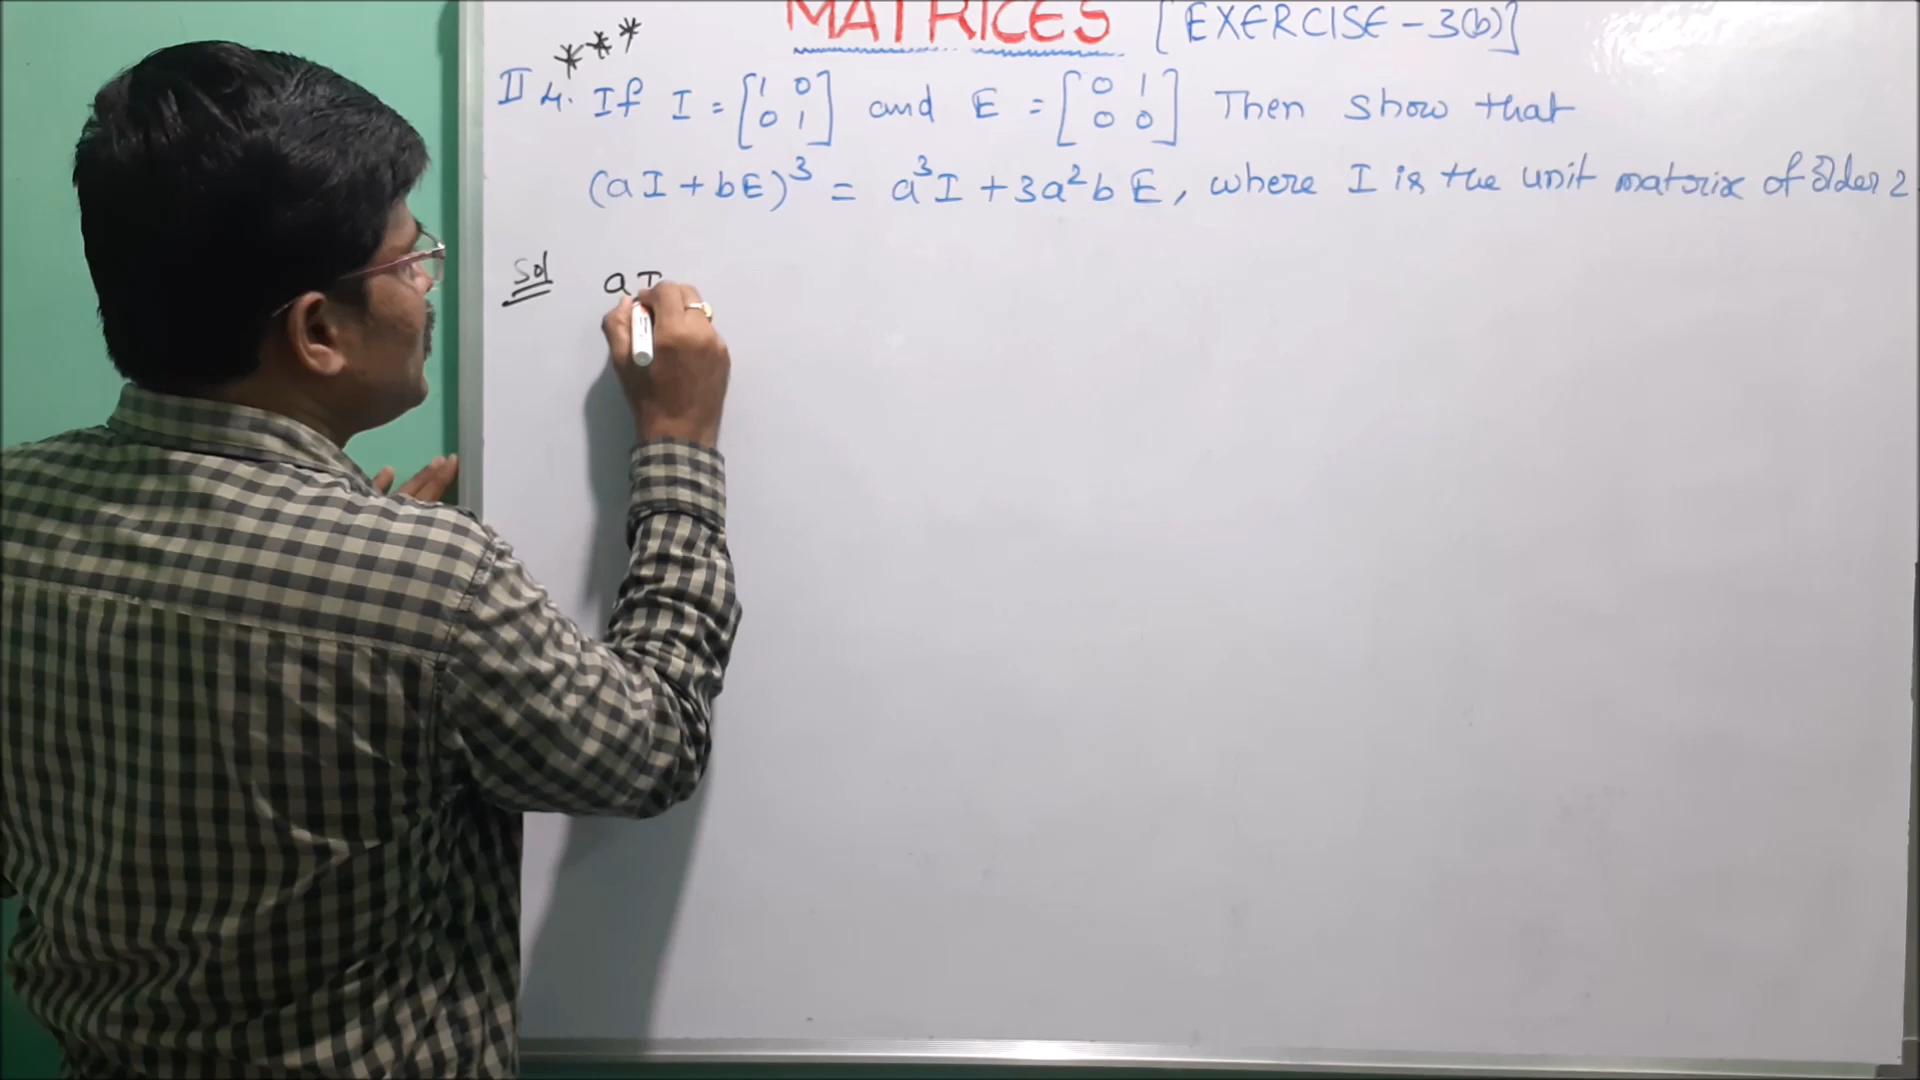 MATRICES [EXERCISE-3(b)]
***
II 4. If I = [1 0 0 1] and E = [0 1 0 0] Then show that
(aI + bE)³ = a³I + 3a²b E, where I is the unit matrix of order 2
Sol aI